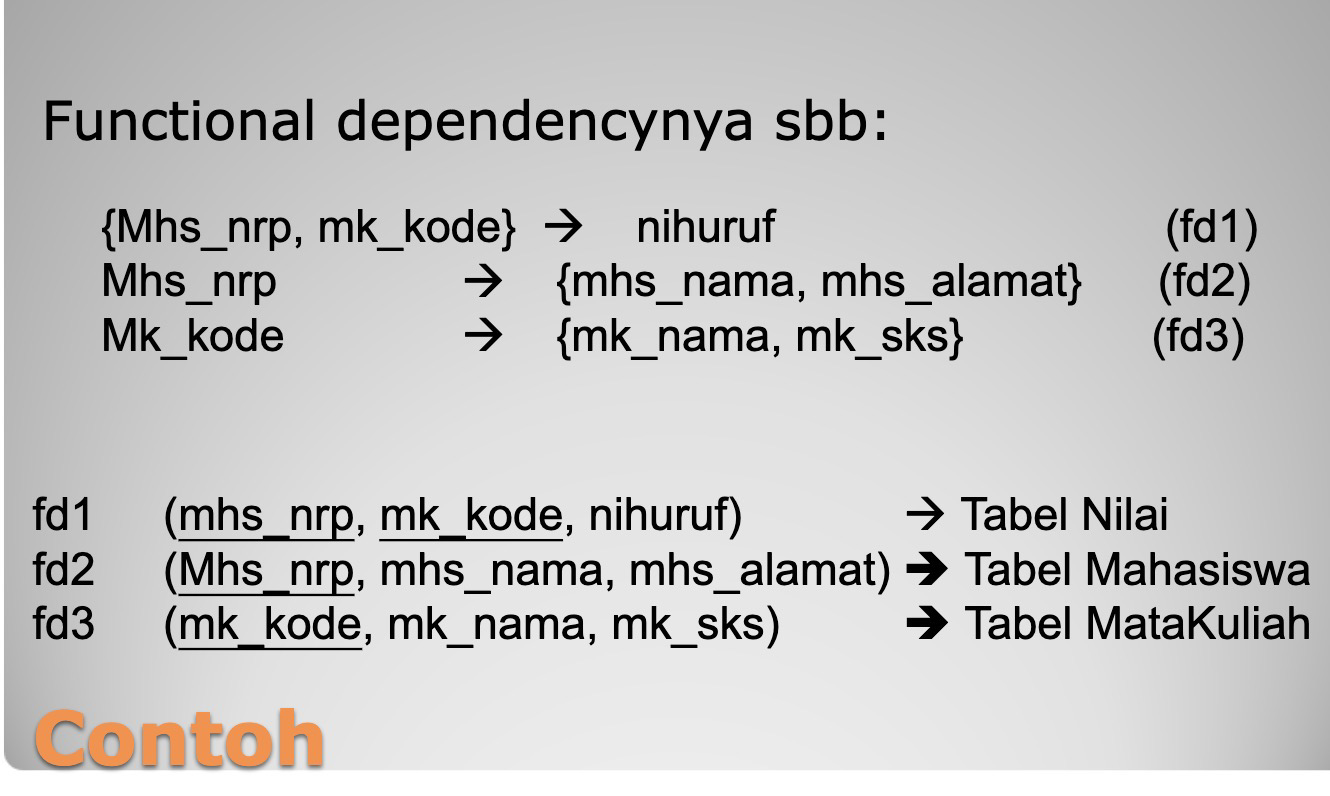 Functional dependencynya sbb:
{Mhs_nrp, mk_kode} → nihuruf (fd1)
Mhs_nrp → {mhs_nama, mhs_alamat} (fd2)
Mk_kode → {mk_nama, mk_sks} (fd3)
fd1 (mhs_nrp, mk_kode, nihuruf) → Tabel Nilai
fd2 (Mhs_nrp, mhs_nama, mhs_alamat) ➔ Tabel Mahasiswa
fd3 (mk_kode, mk_nama, mk_sks) ➔ Tabel MataKuliah
Contoh